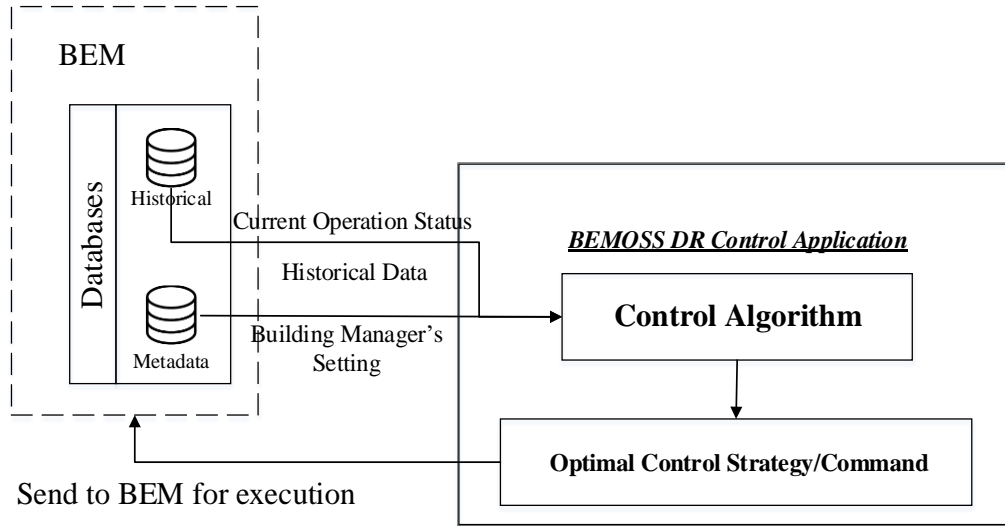 BEM
Databases
Historical
Metadata
Current Operation Status
Historical Data
Building Manager's
Setting
BEMOSS DR Control Application
Control Algorithm
Optimal Control Strategy/Command
Send to BEM for execution